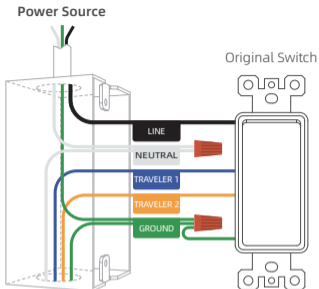 Power Source
Original Switch
LINE
NEUTRAL
TRAVELER 1
TRAVELER 2
GROUND